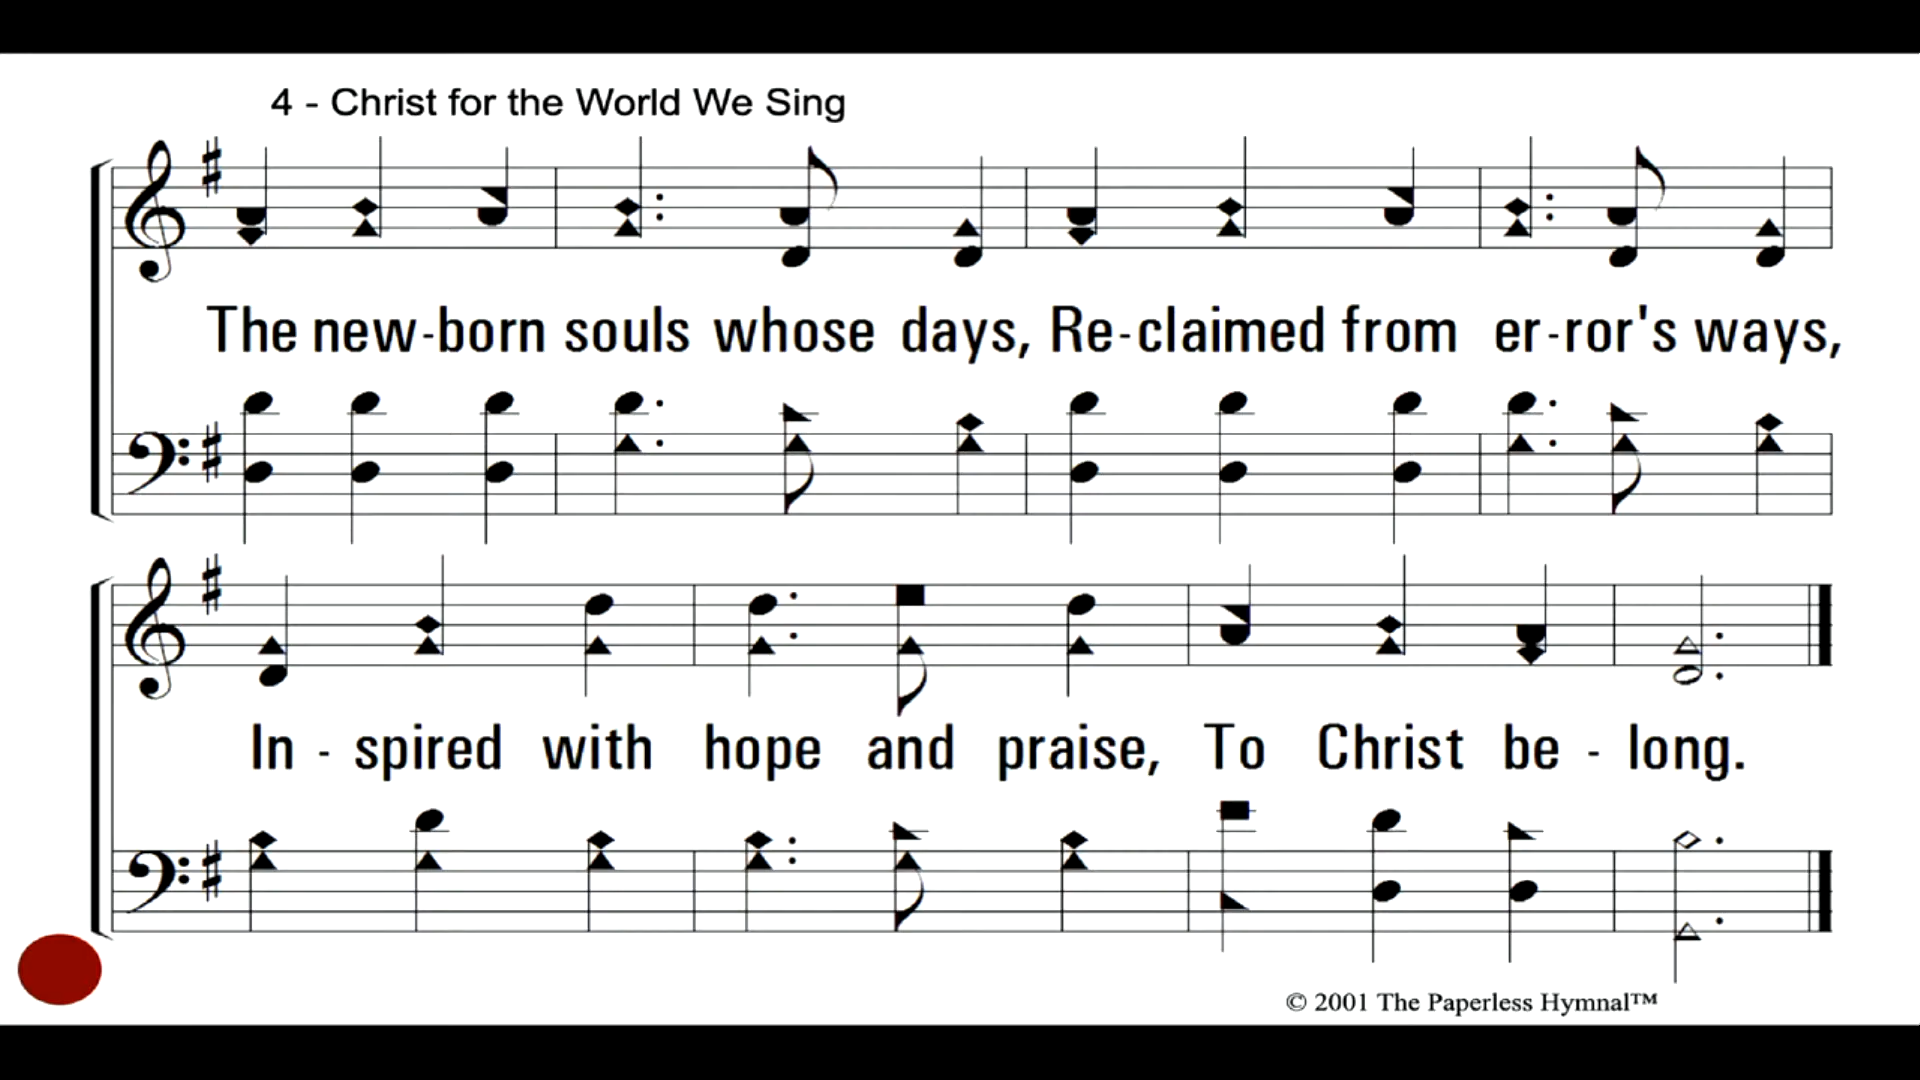 4 - Christ for the World We Sing
The new-born souls whose days, Re-claimed from er-ror's ways,
In - spired with hope and praise, To Christ be - long.
© 2001 The Paperless Hymnal™